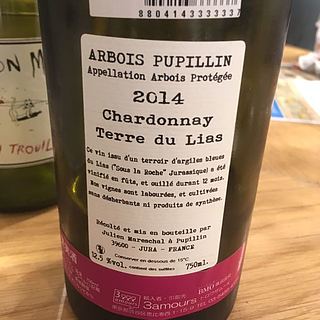 8804143333337
ARBOIS PUPILLIN
Appellation Arbois Protégée
2014
Chardonnay
Terre du Lias
Ce vin issu d'un terroir d'argiles bleues
du Lias ("Sous la Roche" Jurassique) a été
vinifié en fûts, et ouillé durant 12 mois.
Nos vignes sont labourées, et cultivées
sans désherbants ni produits de synthèse.
Récolté et mis en bouteille par
Julien Mareschal à Pupillin
39600 - JURA - FRANCE
Conserver en dessous de 15°C
12.5 %vol. contient des sulfites 750ml.
ON M
TROUIL
3amours